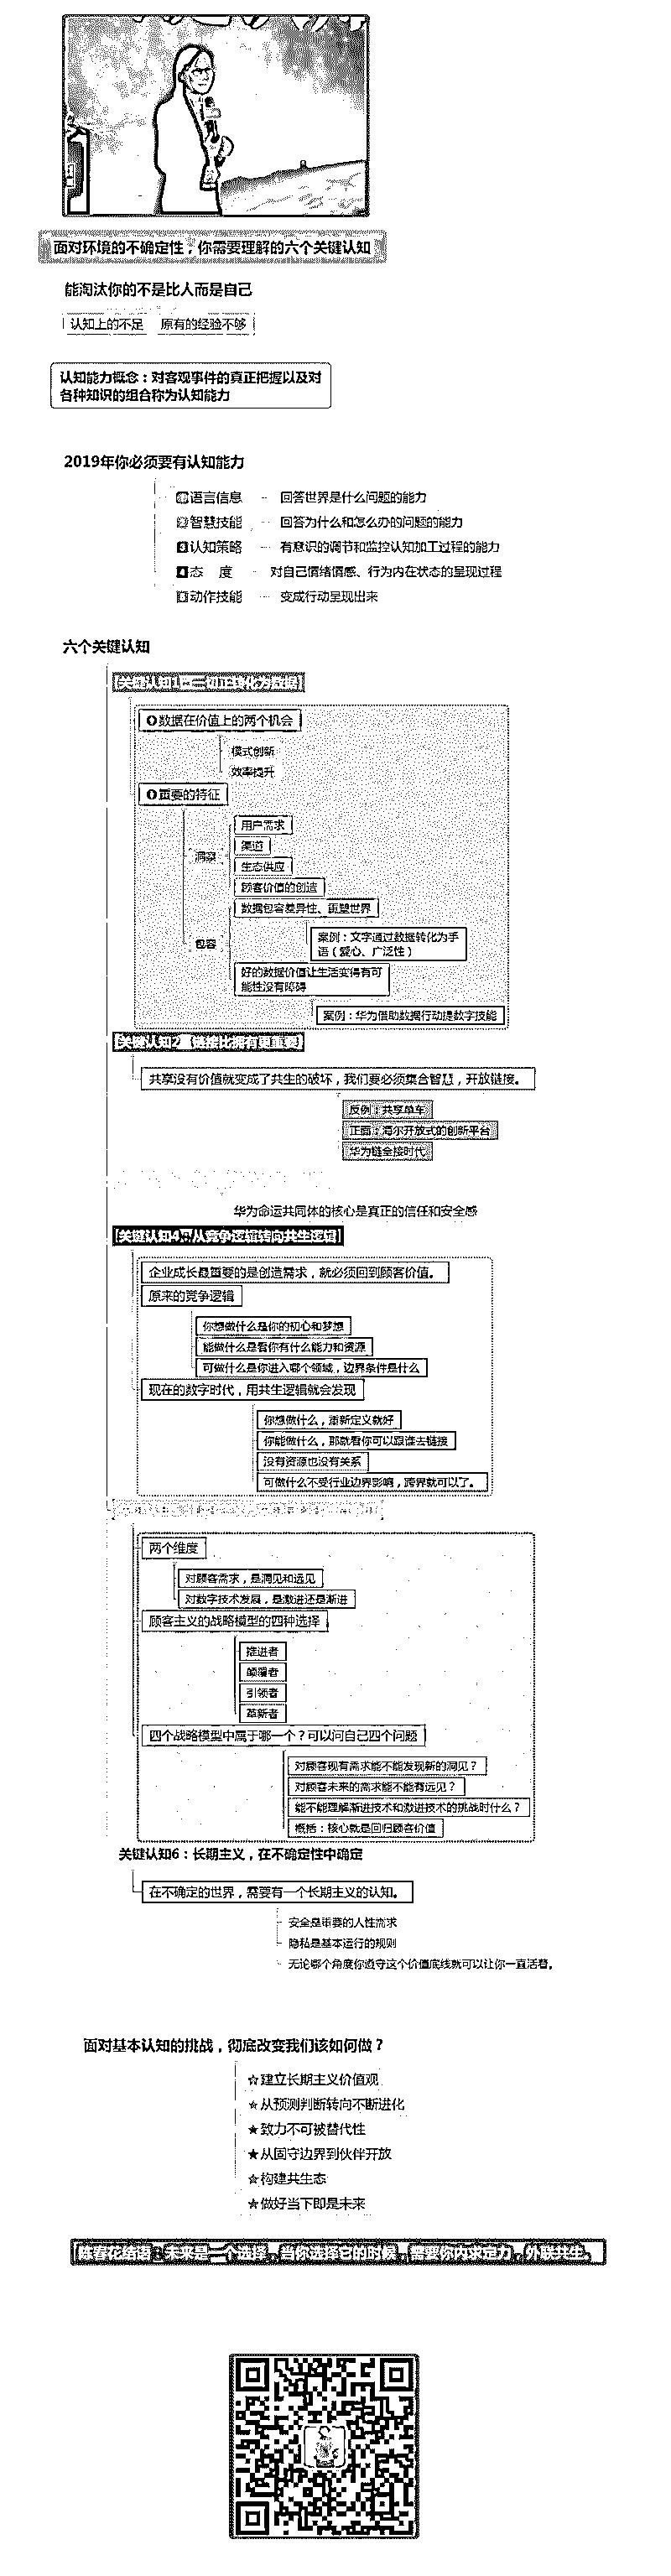 面对环境的不确定性，你需要理解的六个关键认知
能淘汰你的不是比人而是自己
认知上的不足 原有的经验不够
认知能力概念：对客观事件的真正把握以及对
各种知识的组合称为认知能力
2019年你必须要有认知能力
语言信息 回答世界是什么问题的能力
智慧技能 回答为什么和怎么办的问题的能力
3认知策略 有意识的调节和监控认知加工过程的能力
4态 度 对自己情绪情感、行为内在状态的呈现过程
动作技能 变成行动呈现出来
六个关键认知
关键认知1：一切正转化为数据
数据在价值上的两个机会
模式创新
效率提升
重要的特征
洞察
用户需求
渠道
生态供应
顾客价值的创造
包容
数据包容差异性、重塑世界
案例：文字通过数据转化为手
语（爱心、广泛性）
好的数据价值让生活变得有可
能性没有障碍
案例：华为借助数据行动提数字技能
关键认知2：链接比拥有更重要
共享没有价值就变成了共生的破坏，我们要必须集合智慧，开放链接。
反例：共享单车
正面：海尔开放式的创新平台
华为链全接时代
华为命运共同体的核心是真正的信任和安全感
关键认知4：从竞争逻辑转向共生逻辑
企业成长最重要的是创造需求，就必须回到顾客价值。
原来的竞争逻辑
你想做什么是你的初心和梦想
能做什么是看你有什么能力和资源
可做什么是你进入哪个领域，边界条件是什么
现在的数字时代，用共生逻辑就会发现
你想做什么，重新定义就好
你能做什么，那就看你可以跟谁去链接
没有资源也没有关系
可做什么不受行业边界影响，跨界就可以了。
两个维度
对顾客需求，是洞见和远见
对数字技术发展，是激进还是渐进
顾客主义的战略模型的四种选择
推进者
颠覆者
引领者
革新者
四个战略模型中属于哪一个？可以问自己四个问题
对顾客现有需求能不能发现新的洞见？
对顾客未来的需求能不能有远见？
能不能理解渐进技术和激进技术的挑战时什么？
概括：核心就是回归顾客价值
关键认知6：长期主义，在不确定性中确定
在不确定的世界，需要有一个长期主义的认知。
安全是重要的人性需求
隐私是基本运行的规则
无论哪个角度你遵守这个价值底线就可以让你一直活着。
面对基本认知的挑战，彻底改变我们该如何做？
☆建立长期主义价值观
☆从预测判断转向不断进化
★致力不可被替代性
★从固守边界到伙伴开放
☆构建共生态
☆做好当下即是未来
陈春花结语：未来是一个选择，当你选择它的时候，需要你内求定力，外联共生。